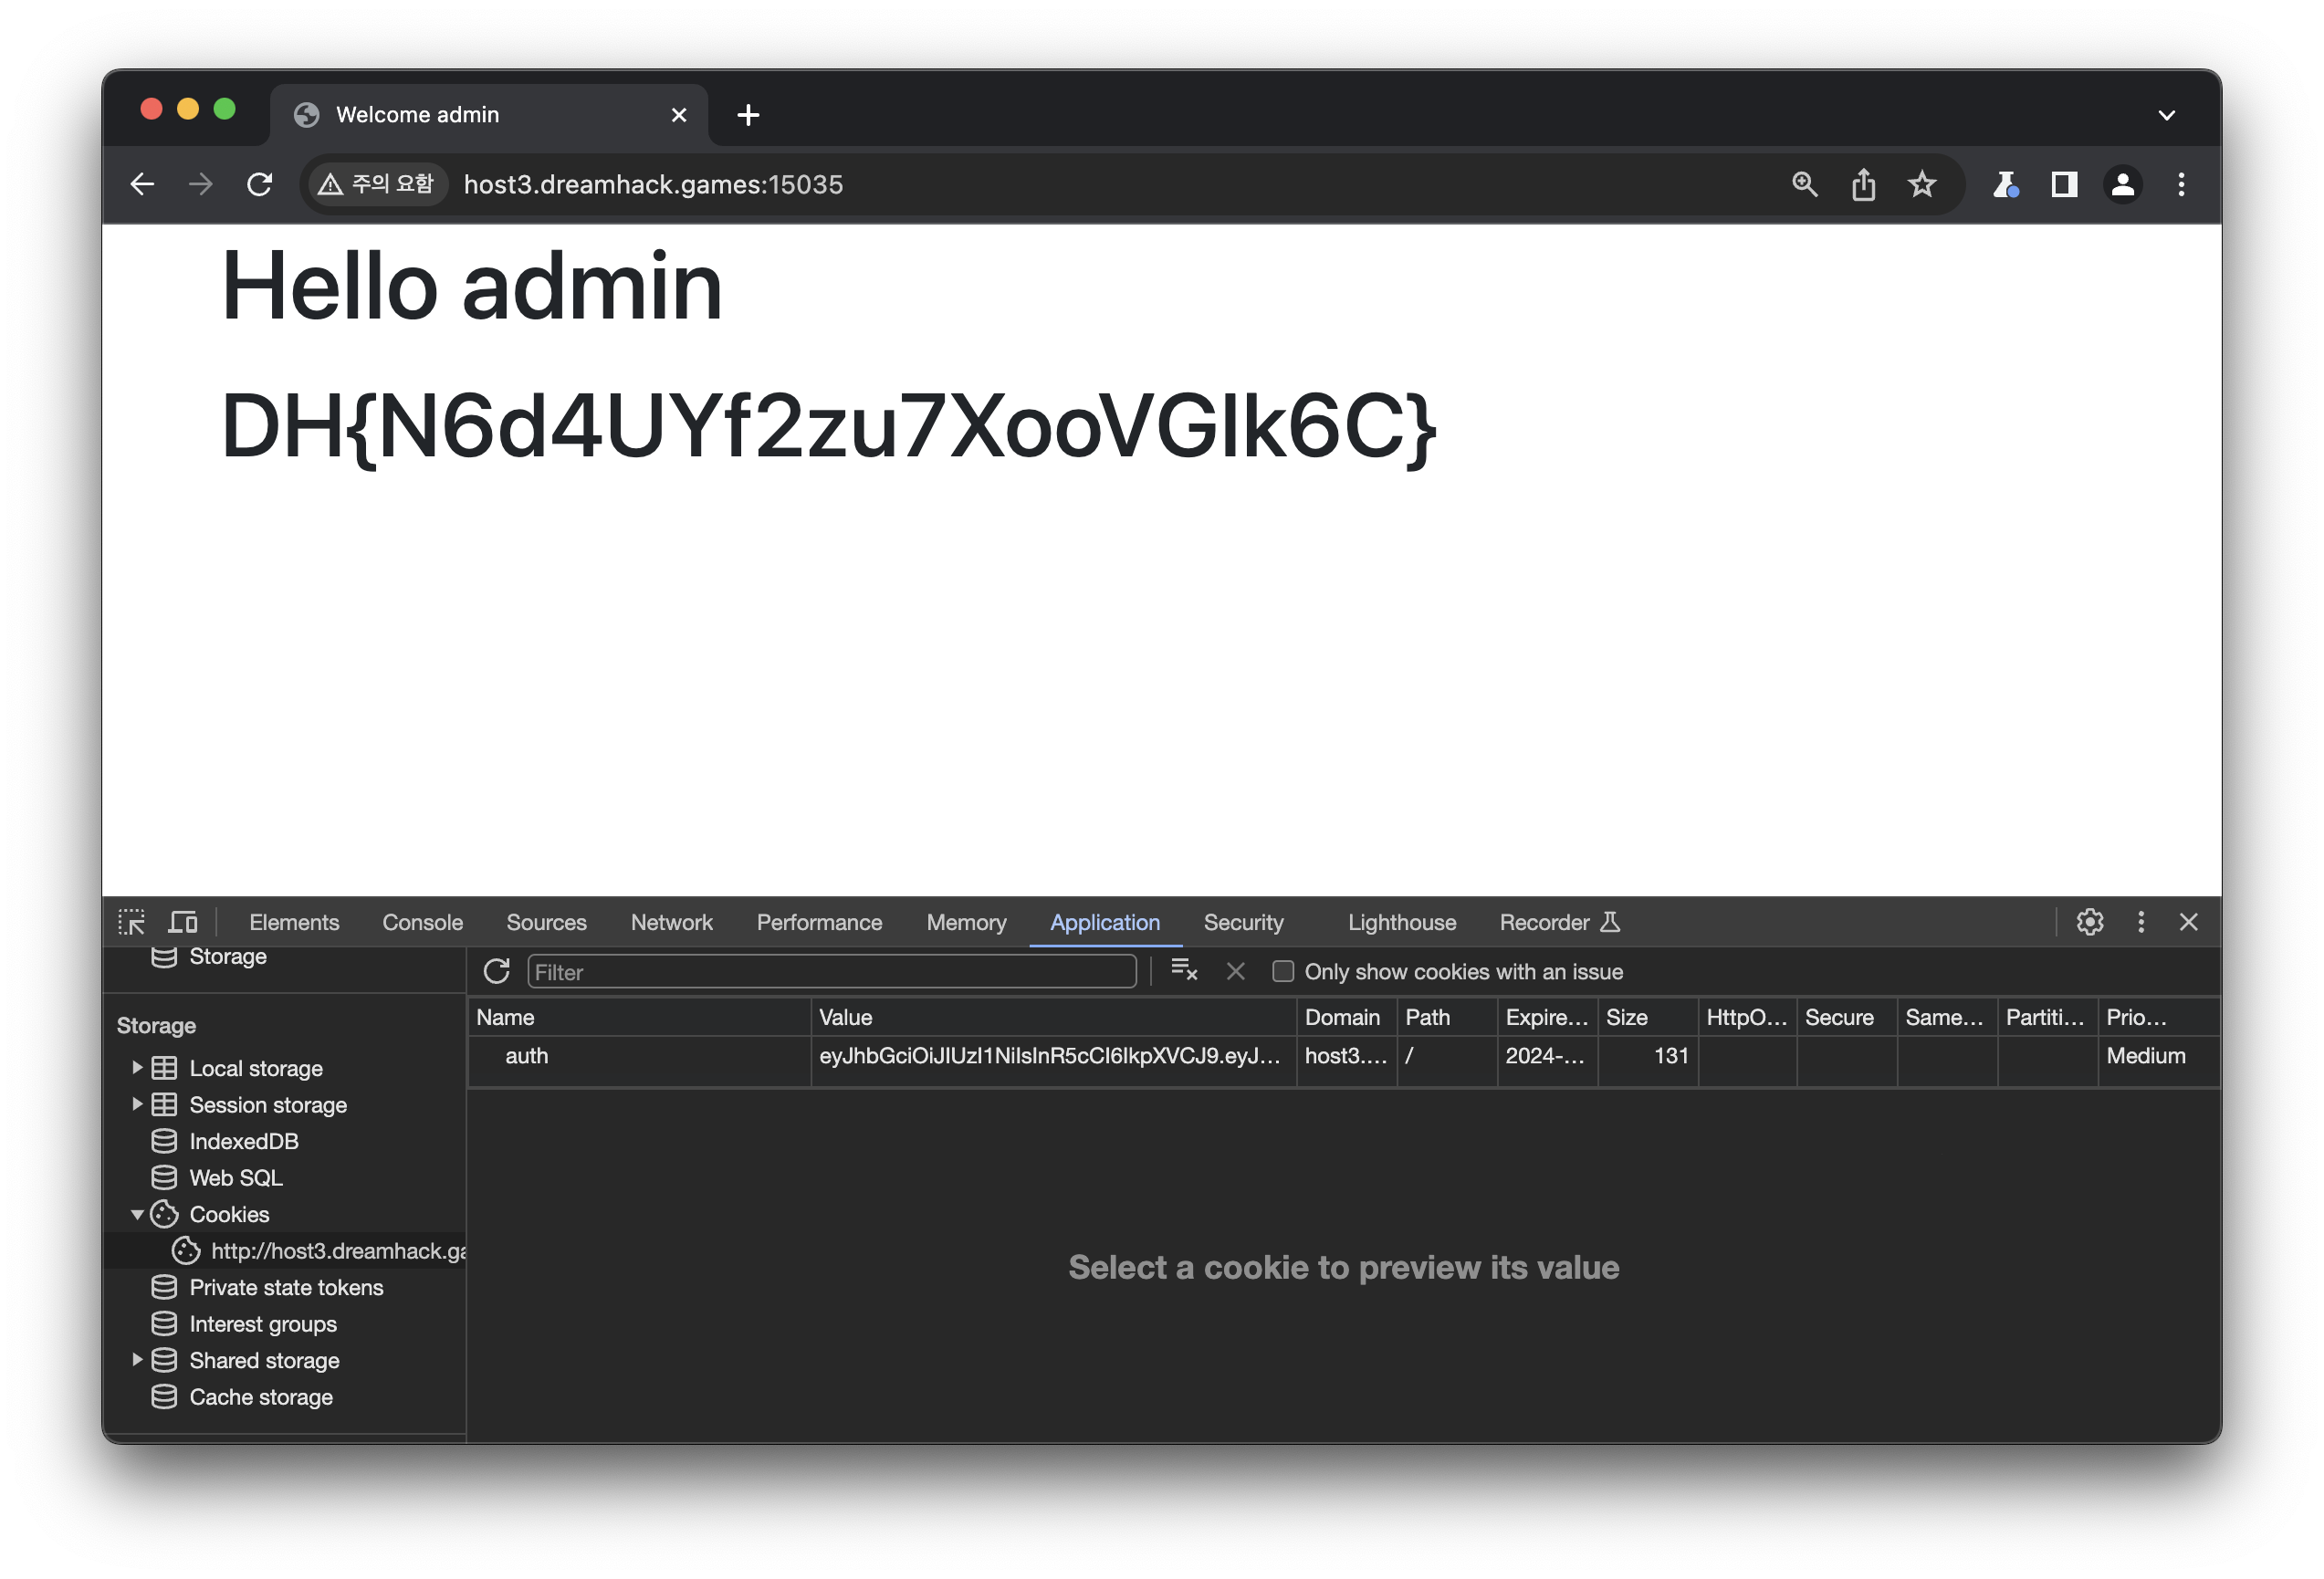 Welcome admin
주의 요함 host3.dreamhack.games:15035
Hello admin
DH{N6d4UYf2zu7XooVGIk6C}
Elements Console Sources Network Performance Memory Application Security Lighthouse Recorder
Storage
Filter
Only show cookies with an issue
Storage
Local storage
Session storage
IndexedDB
Web SQL
Cookies
http://host3.dreamhack.ga
Private state tokens
Interest groups
Shared storage
Cache storage
Name Value Domain Path Expire... Size HttpO... Secure Same... Partiti... Prio...
auth eyJhbGciOiJIUzI1NiIsInR5cCI6IkpXVCJ9.eyJ... host3.... / 2024-... 131 Medium
Select a cookie to preview its value